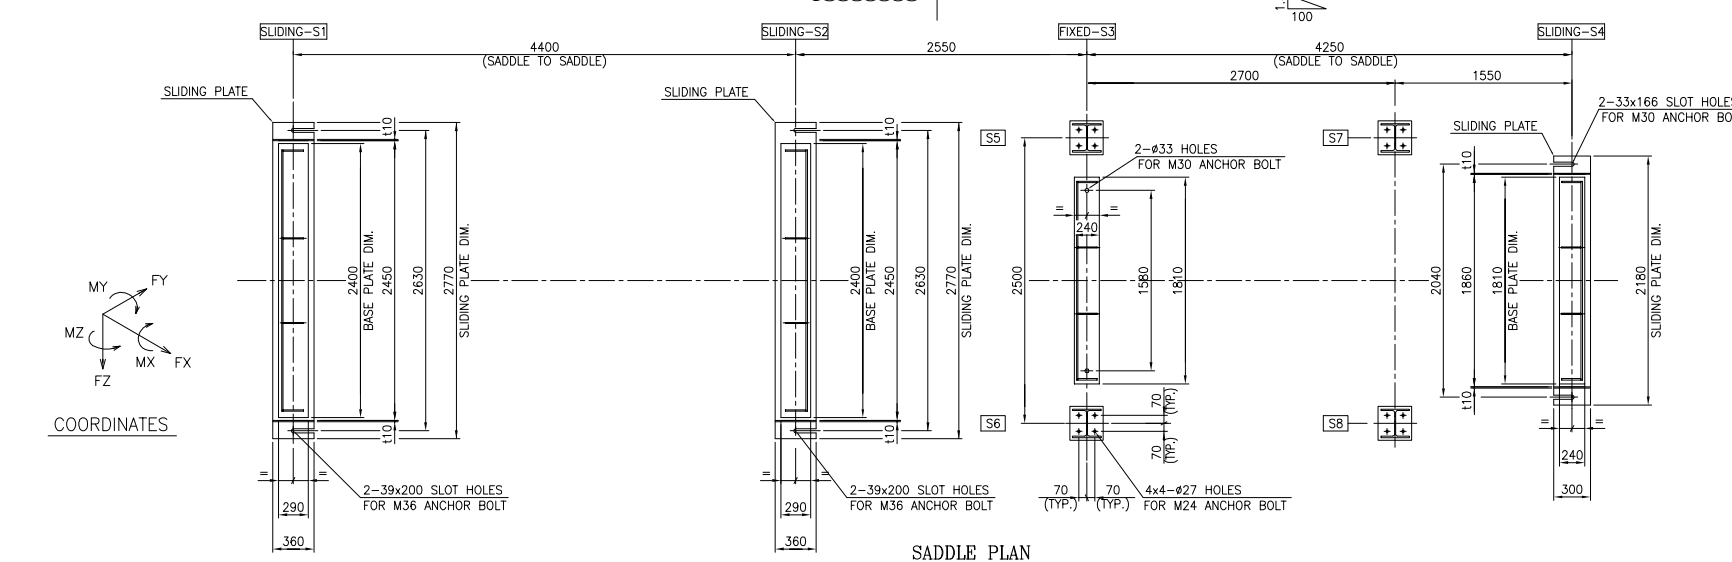 1:
100
SLIDING-S1
SLIDING-S2
FIXED-S3
SLIDING-S4
4400
(SADDLE TO SADDLE)
2550
4250
(SADDLE TO SADDLE)
2700
1550
SLIDING PLATE
SLIDING PLATE
SLIDING PLATE
2-33x166 SLOT HOLES
FOR M30 ANCHOR BO
S5
S7
2-ø33 HOLES
FOR M30 ANCHOR BOLT
t10
t10
t10
=
=
240
2400
BASE PLATE DIM.
2450
2630
2770
SLIDING PLATE DIM.
2400
BASE PLATE DIM.
2450
2630
2770
SLIDING PLATE DIM.
2500
1580
1810
2040
1860
1810
BASE PLATE DIM.
2180
SLIDING PLATE DIM.
MY
FY
MZ
MX
FX
FZ
COORDINATES
t10
t10
t10
S6
S8
70
(TYP.)
70
(TYP.)
=
=
=
=
=
=
240
300
2-39x200 SLOT HOLES
FOR M36 ANCHOR BOLT
2-39x200 SLOT HOLES
FOR M36 ANCHOR BOLT
70
(TYP.)
70
(TYP.)
4x4-ø27 HOLES
FOR M24 ANCHOR BOLT
290
290
360
360
SADDLE PLAN